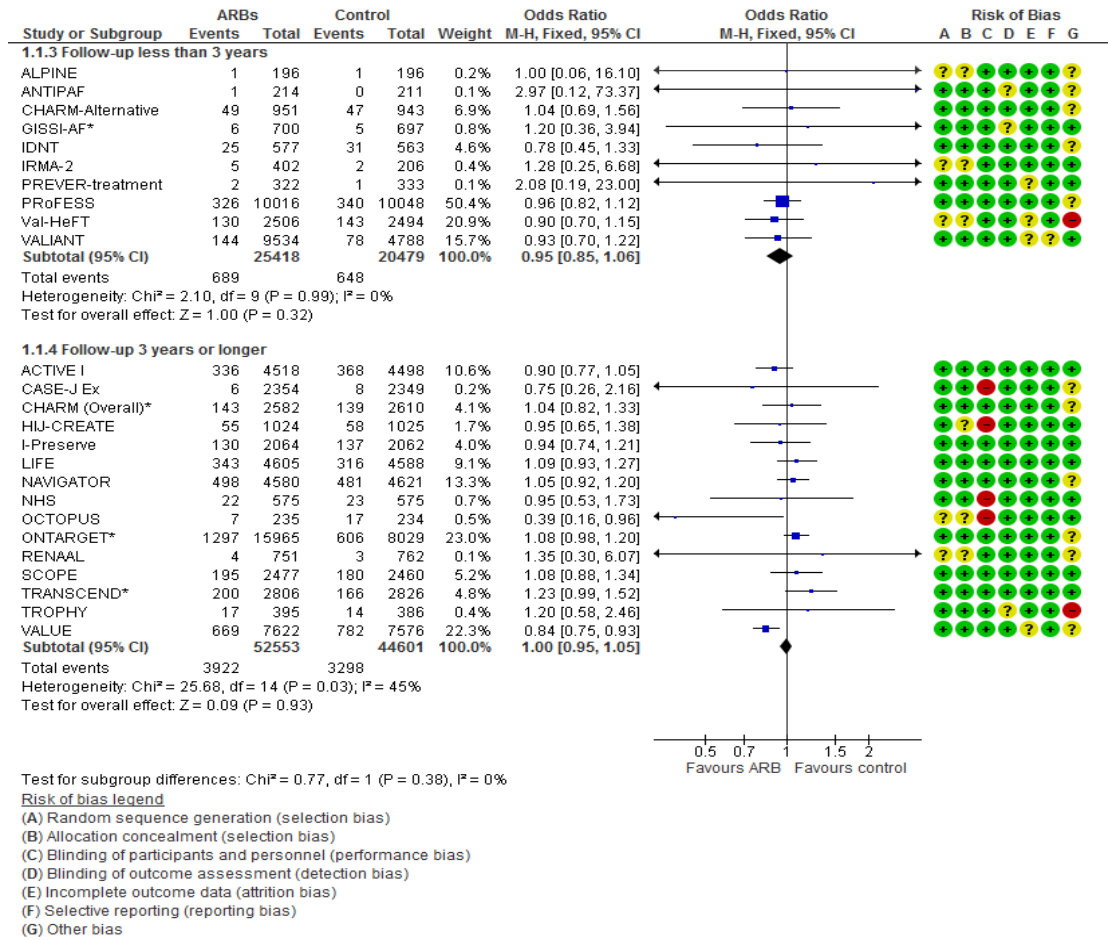 ARBs Control Odds Ratio Odds Ratio Risk of Bias
Study or Subgroup Events Total Events Total Weight M-H, Fixed, 95% CI M-H, Fixed, 95% CI A B C D E F G
1.1.3 Follow-up less than 3 years
ALPINE 1 196 1 196 0.2% 1.00 [0.06, 16.10] ? ? + + + + ?
ANTIPAF 1 214 0 211 0.1% 2.97 [0.12, 73.37] + + + ? + + ?
CHARM-Alternative 49 951 47 943 6.9% 1.04 [0.69, 1.56] + + + + + + ?
GISSI-AF* 6 700 5 697 0.8% 1.20 [0.36, 3.94] + + + ? + + +
IDNT 25 577 31 563 4.6% 0.78 [0.45, 1.33] + + + + + + ?
IRMA-2 5 402 2 206 0.4% 1.28 [0.25, 6.68] ? ? + + + + +
PREVER-treatment 2 322 1 333 0.1% 2.08 [0.19, 23.00] + + + + ? + +
PRoFESS 326 10016 340 10048 50.4% 0.96 [0.82, 1.12] + + + + + + ?
Val-HeFT 130 2506 143 2494 20.9% 0.90 [0.70, 1.15] ? ? + + + + -
VALIANT 144 9534 78 4788 15.7% 0.93 [0.70, 1.22] + + + + ? ? +
Subtotal (95% CI) 25418 20479 100.0% 0.95 [0.85, 1.06]
Total events 689 648
Heterogeneity: Chi² = 2.10, df = 9 (P = 0.99); I² = 0%
Test for overall effect: Z = 1.00 (P = 0.32)
1.1.4 Follow-up 3 years or longer
ACTIVE I 336 4518 368 4498 10.6% 0.90 [0.77, 1.05] + + + + + + +
CASE-J Ex 6 2354 8 2349 0.2% 0.75 [0.26, 2.16] + + - + + + ?
CHARM (Overall)* 143 2582 139 2610 4.1% 1.04 [0.82, 1.33] + + + + + + ?
HIJ-CREATE 55 1024 58 1025 1.7% 0.95 [0.65, 1.38] + ? - + + + +
I-Preserve 130 2064 137 2062 4.0% 0.94 [0.74, 1.21] + + + + + + +
LIFE 343 4605 316 4588 9.1% 1.09 [0.93, 1.27] + + + + + + +
NAVIGATOR 498 4580 481 4621 13.3% 1.05 [0.92, 1.20] + + + + + + ?
NHS 22 575 23 575 0.7% 0.95 [0.53, 1.73] + + - + + + +
OCTOPUS 7 235 17 234 0.5% 0.39 [0.16, 0.96] ? ? - + + + +
ONTARGET* 1297 15965 606 8029 23.0% 1.08 [0.98, 1.20] + + + + + + +
RENAAL 4 751 3 762 0.1% 1.35 [0.30, 6.07] ? ? + + + + ?
SCOPE 195 2477 180 2460 5.2% 1.08 [0.88, 1.34] + + + + + + +
TRANSCEND* 200 2806 166 2826 4.8% 1.23 [0.99, 1.52] + + + + + + +
TROPHY 17 395 14 386 0.4% 1.20 [0.58, 2.46] + + + ? + + -
VALUE 669 7622 782 7576 22.3% 0.84 [0.75, 0.93] + + + + ? + ?
Subtotal (95% CI) 52553 44601 100.0% 1.00 [0.95, 1.05]
Total events 3922 3298
Heterogeneity: Chi² = 25.68, df = 14 (P = 0.03); I² = 45%
Test for overall effect: Z = 0.09 (P = 0.93)
0.5 0.7 1 1.5 2
Favours ARB Favours control
Test for subgroup differences: Chi² = 0.77, df = 1 (P = 0.38), I² = 0%
Risk of bias legend
(A) Random sequence generation (selection bias)
(B) Allocation concealment (selection bias)
(C) Blinding of participants and personnel (performance bias)
(D) Blinding of outcome assessment (detection bias)
(E) Incomplete outcome data (attrition bias)
(F) Selective reporting (reporting bias)
(G) Other bias